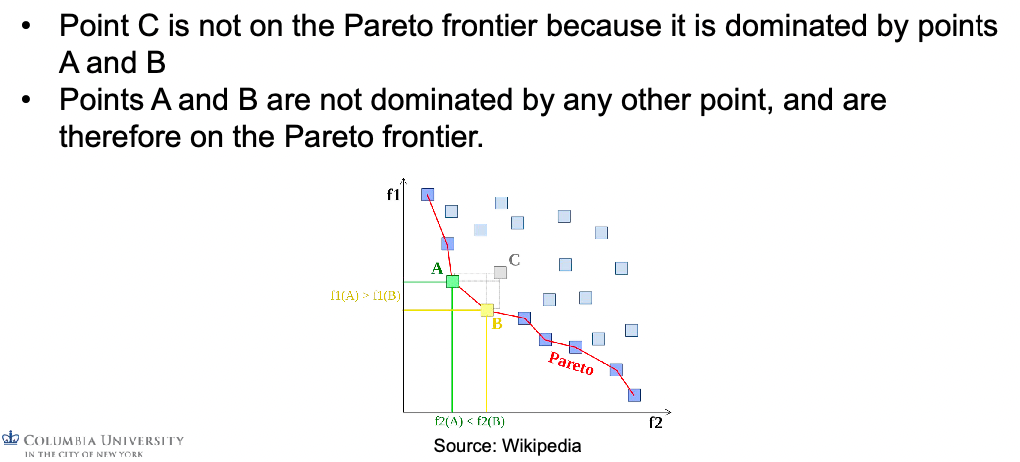 • Point C is not on the Pareto frontier because it is dominated by points
A and B
• Points A and B are not dominated by any other point, and are
therefore on the Pareto frontier.
f1
C
A
f1(A) > f1(B)
B
Pareto
f2(A) < f2(B)
f2
Source: Wikipedia
COLUMBIA UNIVERSITY
IN THE CITY OF NEW YORK